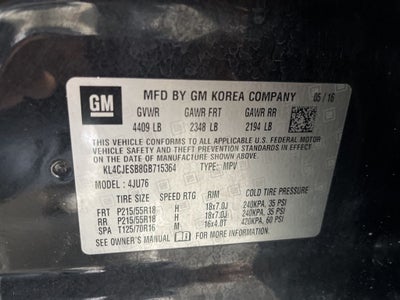 GM
MFD BY GM KOREA COMPANY 05/16
GVWR GAWR FRT GAWR RR
4409 LB 2348 LB 2194 LB
THIS VEHICLE CONFORMS TO ALL APPLICABLE U.S. FEDERAL MOTOR
VEHICLE SAFETY, BUMPER, AND THEFT PREVENTION STANDARDS IN
EFFECT ON THE DATE OF MANUFACTURE SHOWN ABOVE.
KL4CJESB8GB715364 TYPE: MPV
MODEL : 4JU76
TIRE SIZE SPEED RTG RIM COLD TIRE PRESSURE
FRT P215/55R18 H 18x7.0J 240KPA, 35 PSI
RR P215/55R18 H 18x7.0J 240KPA, 35 PSI
SPA T125/70R16 M 16x4.0T 420KPA, 60 PSI
SEE OWNER'S MANUAL FOR MORE INFORMATION.